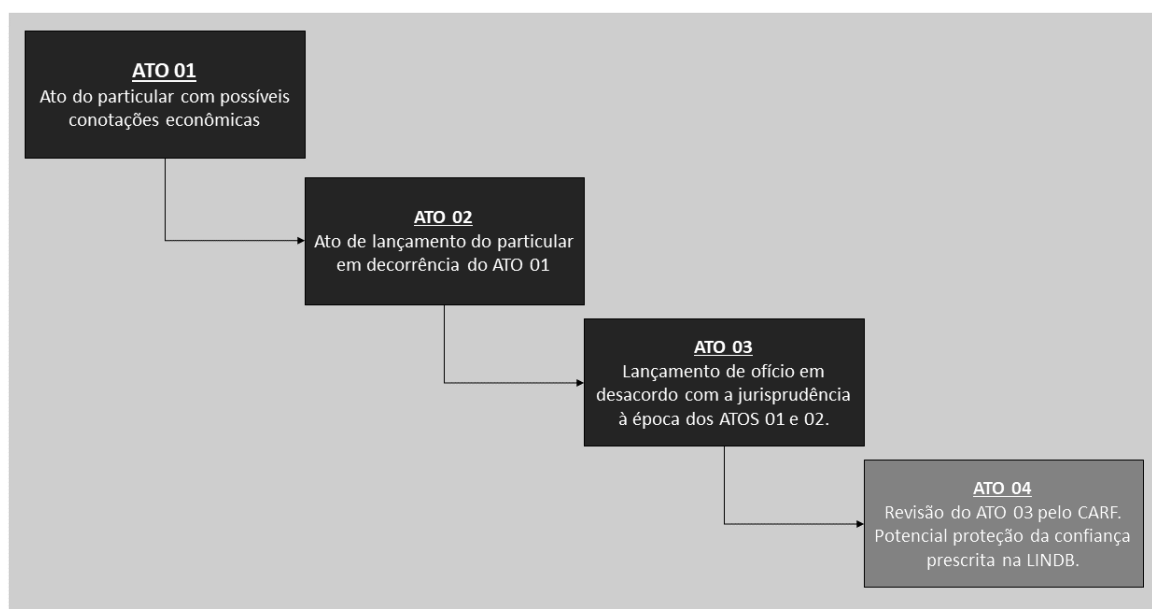 ATO 01
Ato do particular com possíveis
conotações econômicas
ATO 02
Ato de lançamento do particular
em decorrência do ATO 01
ATO 03
Lançamento de ofício em
desacordo com a jurisprudência
à época dos ATOS 01 e 02.
ATO 04
Revisão do ATO 03 pelo CARF.
Potencial proteção da confiança
prescrita na LINDB.